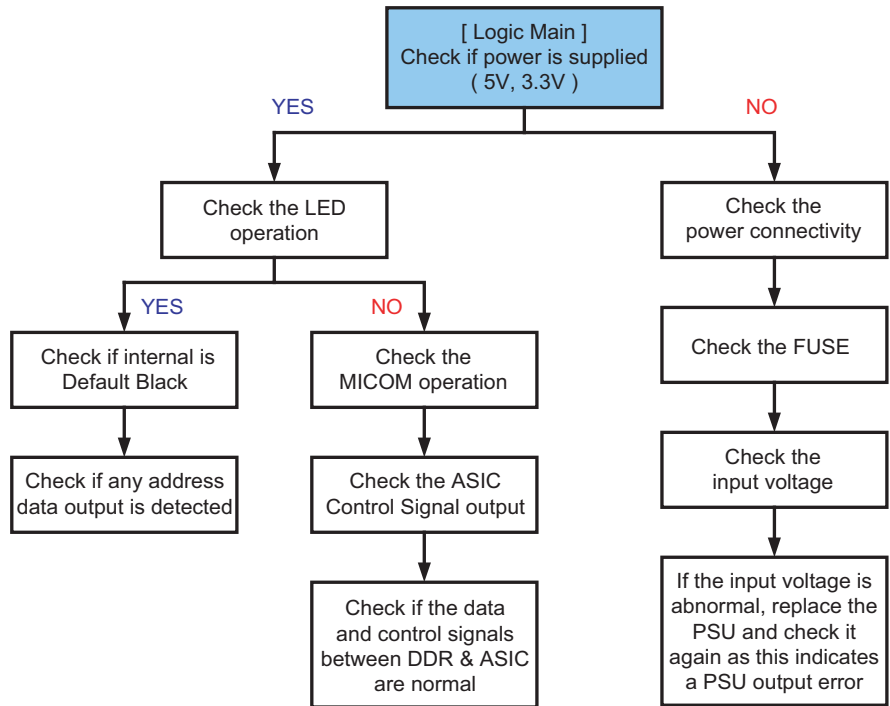 [ Logic Main ]
Check if power is supplied
( 5V, 3.3V )
YES
NO
Check the LED
operation
Check the
power connectivity
YES
NO
Check if internal is
Default Black
Check the
MICOM operation
Check the FUSE
Check if any address
data output is detected
Check the ASIC
Control Signal output
Check the
input voltage
Check if the data
and control signals
between DDR & ASIC
are normal
If the input voltage is
abnormal, replace the
PSU and check it
again as this indicates
a PSU output error